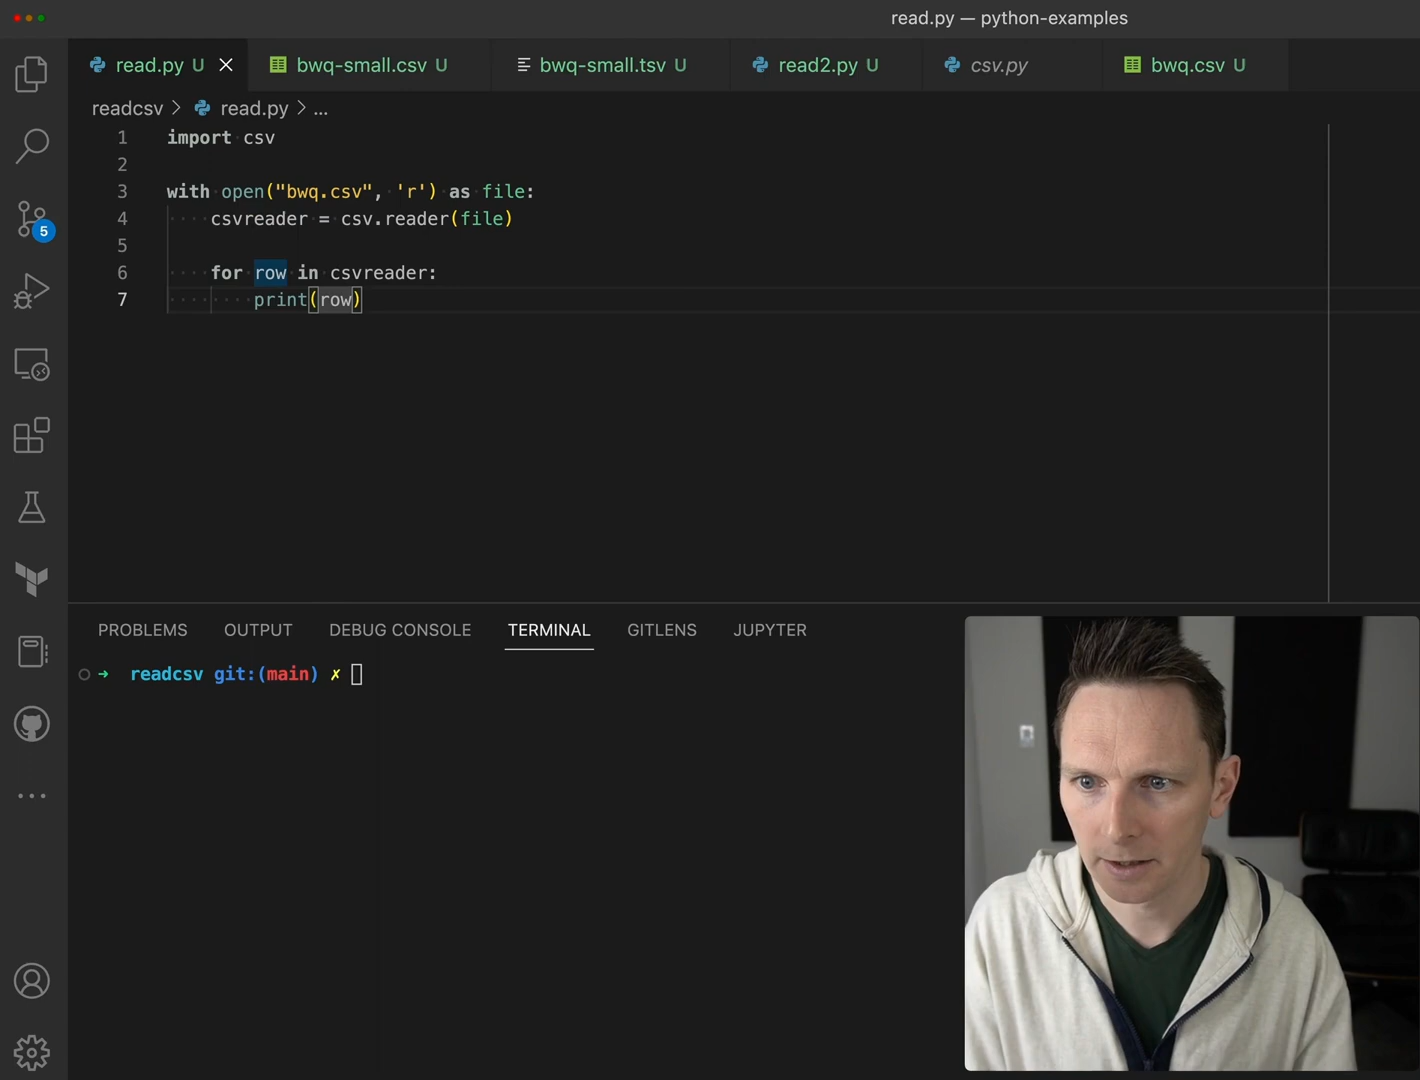 read.py — python-examples
read.py U
bwq-small.csv U
bwq-small.tsv U
read2.py U
csv.py
bwq.csv U
readcsv > read.py > ...
1 import csv
2
3 with open("bwq.csv", 'r') as file:
4 csvreader = csv.reader(file)
5
6 for row in csvreader:
7 print(row)
5
PROBLEMS OUTPUT DEBUG CONSOLE TERMINAL GITLENS JUPYTER
➜ readcsv git:(main) ✗